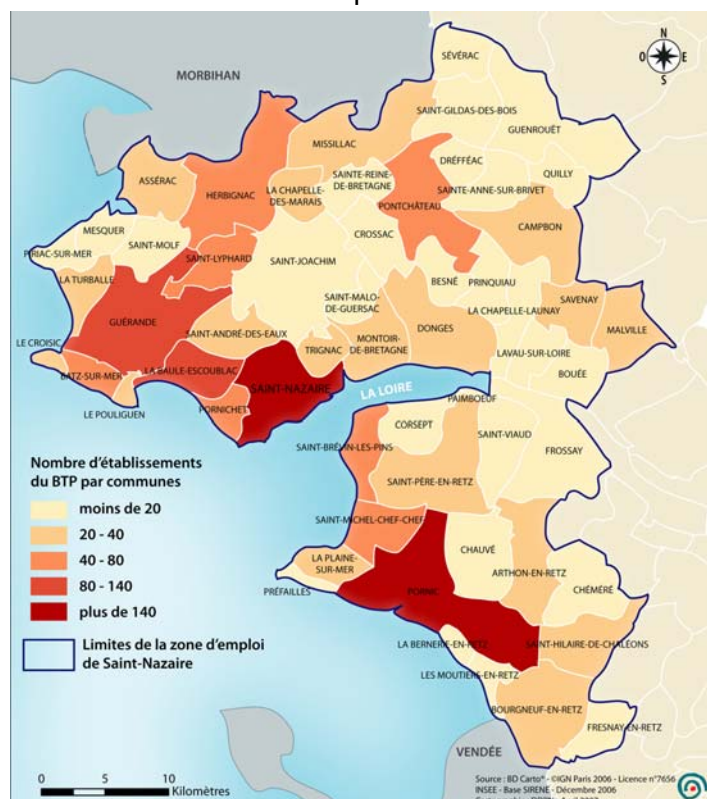 N
O E
S
MORBIHAN
SÉVÉRAC
SAINT-GILDAS-DES-BOIS
GUENROUËT
MISSILLAC
DRÉFFÉAC
SAINTE-REINE-
DE-BRETAGNE
QUILLY
ASSÉRAC
HERBIGNAC
LA CHAPELLE-
DES-MARAIS
SAINTE-ANNE-SUR-BRIVET
PONTCHÂTEAU
CAMPBON
MESQUER
CROSSAC
PIRIAC-SUR-MER
SAINT-MOLF
SAINT-LYPHARD
SAINT-JOACHIM
LA TURBALLE
BESNÉ
PRINQUIAU
SAINT-MALO-
DE-GUERSAC
LA CHAPELLE-LAUNAY
SAVENAY
GUÉRANDE
MALVILLE
SAINT-ANDRÉ-DES-EAUX
DONGES
LE CROISIC
TRIGNAC
MONTOIR-
DE-BRETAGNE
LAVAU-SUR-LOIRE
BATZ-SUR-MER
LA BAULE-ESCOUBLAC
BOUÉE
SAINT-NAZAIRE
LA LOIRE
LE POULIGUEN
PORNICHET
PAIMBOEUF
CORSEPT
SAINT-VIAUD
SAINT-BRÉVIN-LES-PINS
FROSSAY
SAINT-PÈRE-EN-RETZ
Nombre d'établissements
du BTP par communes
moins de 20
20 - 40
40 - 80
80 - 140
plus de 140
Limites de la zone d'emploi
de Saint-Nazaire
SAINT-MICHEL-CHEF-CHEF
CHAUVÉ
LA PLAINE-
SUR-MER
ARTHON-EN-RETZ
PRÉFAILLES
PORNIC
CHÉMÉRÉ
LA BERNERIE-EN-RETZ
SAINT-HILAIRE-DE-CHALÉONS
LES MOUTIERS-EN-RETZ
BOURGNEUF-EN-RETZ
FRESNAY-EN-RETZ
VENDÉE
0 5 10
Kilomètres
Source : BD Carto® - ©IGN Paris 2006 - Licence n°7656
INSEE - Base SIRENE - Décembre 2006